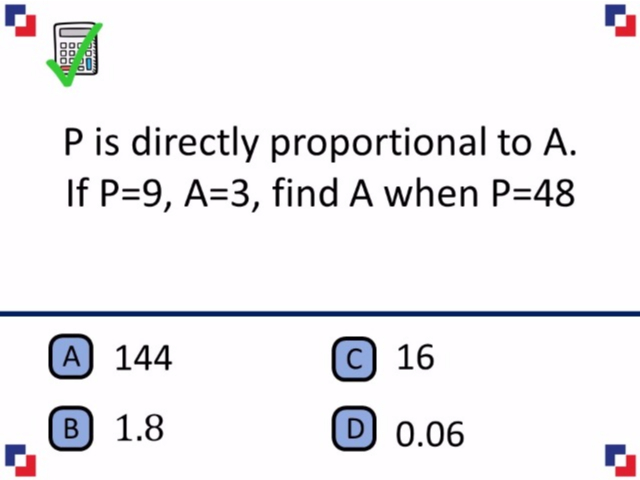 P is directly proportional to A.
If P=9, A=3, find A when P=48
A 144
C 16
B 1.8
D 0.06